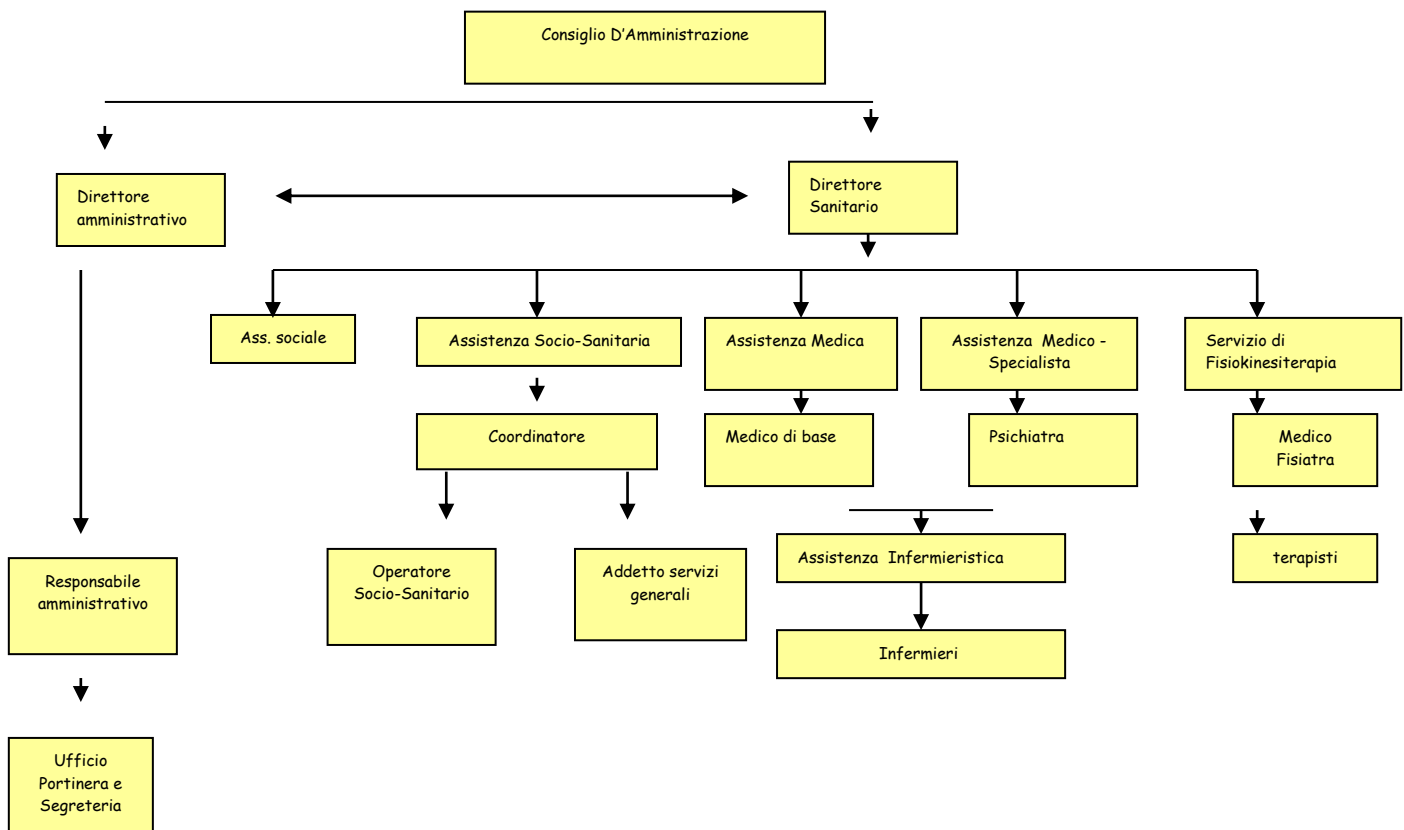 Consiglio D'Amministrazione
Direttore
amministrativo
Direttore
Sanitario
Ass. sociale
Assistenza Socio-Sanitaria
Assistenza Medica
Assistenza Medico -
Specialista
Servizio di
Fisiokinesiterapia
Coordinatore
Medico di base
Psichiatra
Medico
Fisiatra
Responsabile
amministrativo
Operatore
Socio-Sanitario
Addetto servizi
generali
Assistenza Infermieristica
terapisti
Infermieri
Ufficio
Portinera e
Segreteria